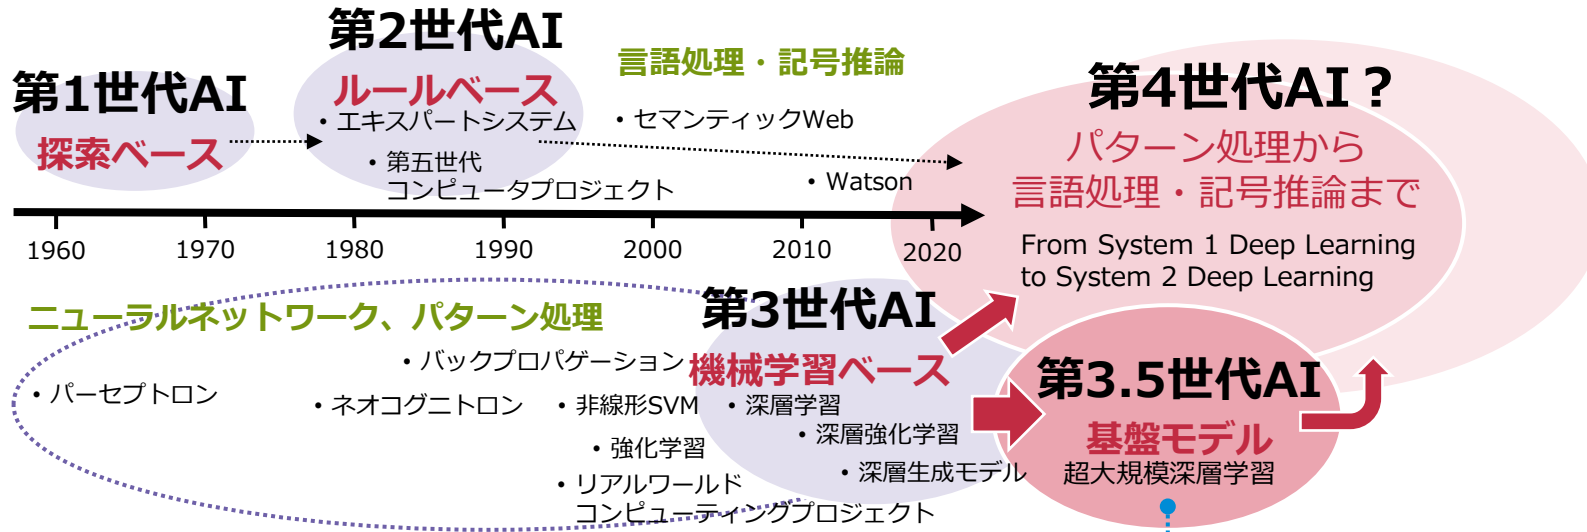 第1世代AI
探索ベース
第2世代AI
ルールベース
・エキスパートシステム
・第五世代
コンピュータプロジェクト
言語処理・記号推論
・セマンティックWeb
・Watson
第4世代AI？
パターン処理から
言語処理・記号推論まで
From System 1 Deep Learning
to System 2 Deep Learning
1960 1970 1980 1990 2000 2010 2020
ニューラルネットワーク、パターン処理
・パーセプトロン
・バックプロパゲーション
・ネオコグニトロン
・非線形SVM
・強化学習
・リアルワールド
コンピューティングプロジェクト
第3世代AI
機械学習ベース
・深層学習
・深層強化学習
・深層生成モデル
第3.5世代AI
基盤モデル
超大規模深層学習